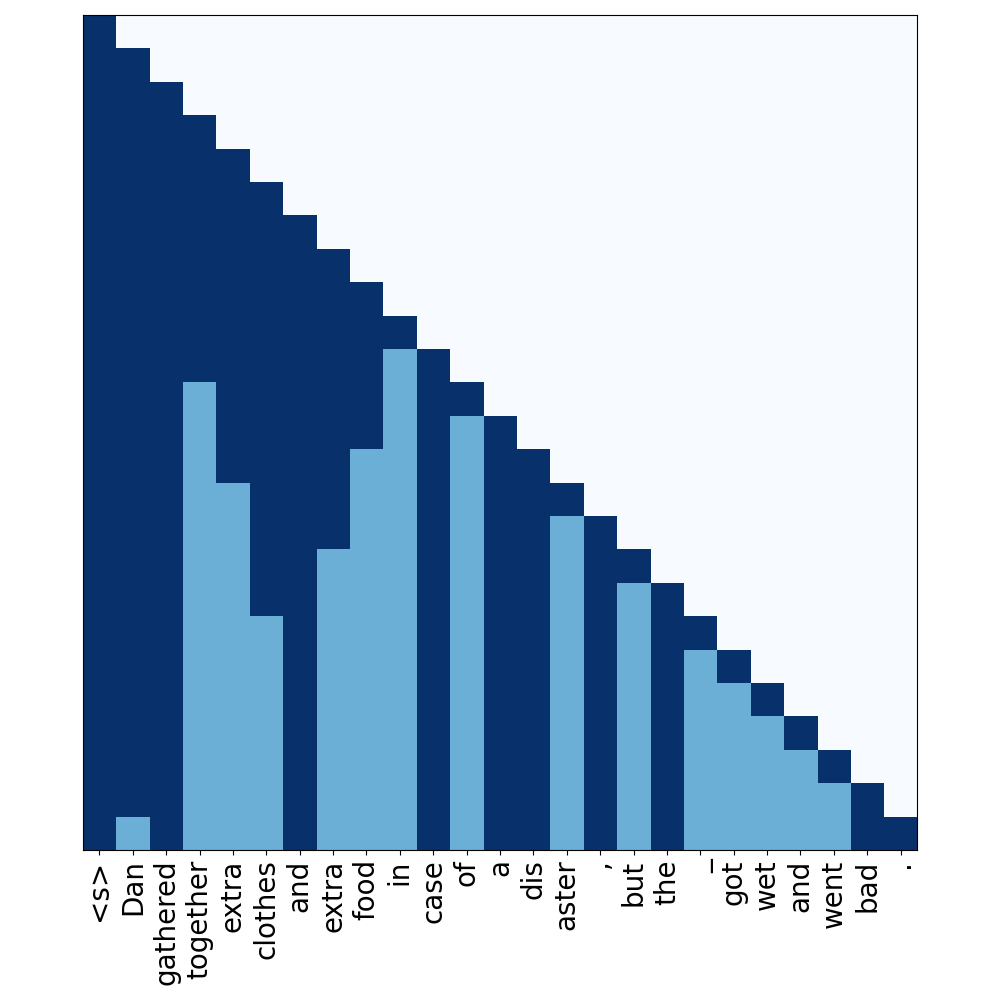 <s>
Dan
gathered
together
extra
clothes
and
extra
food
in
case
of
a
dis
aster
,
but
the
_
got
wet
and
went
bad
.